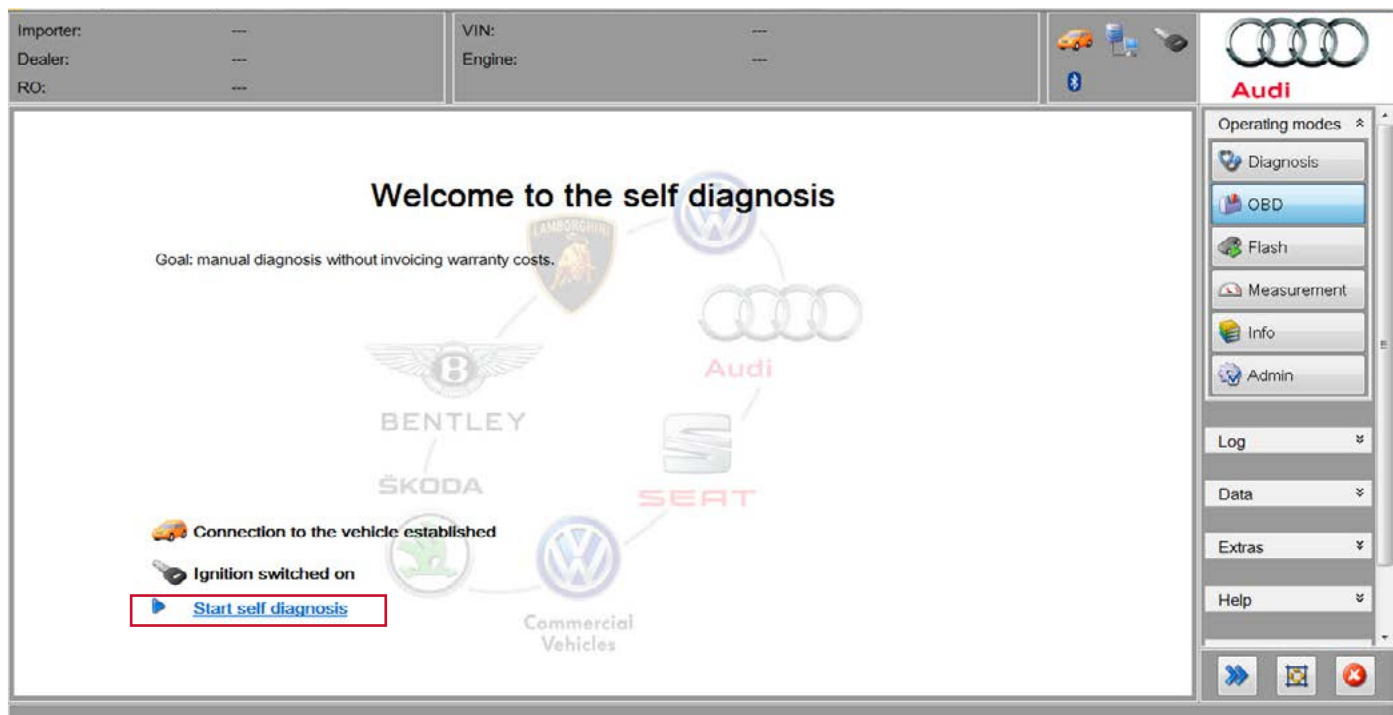 Importer: ---
Dealer: ---
RO: ---
VIN: ---
Engine: ---
Audi
Operating modes
Diagnosis
OBD
Flash
Measurement
Info
Admin
Log
Data
Extras
Help
Welcome to the self diagnosis
Goal: manual diagnosis without invoicing warranty costs.
LAMBORGHINI
Audi
B
BENTLEY
ŠKODA
SEAT
Commercial
Vehicles
Connection to the vehicle established
Ignition switched on
Start self diagnosis